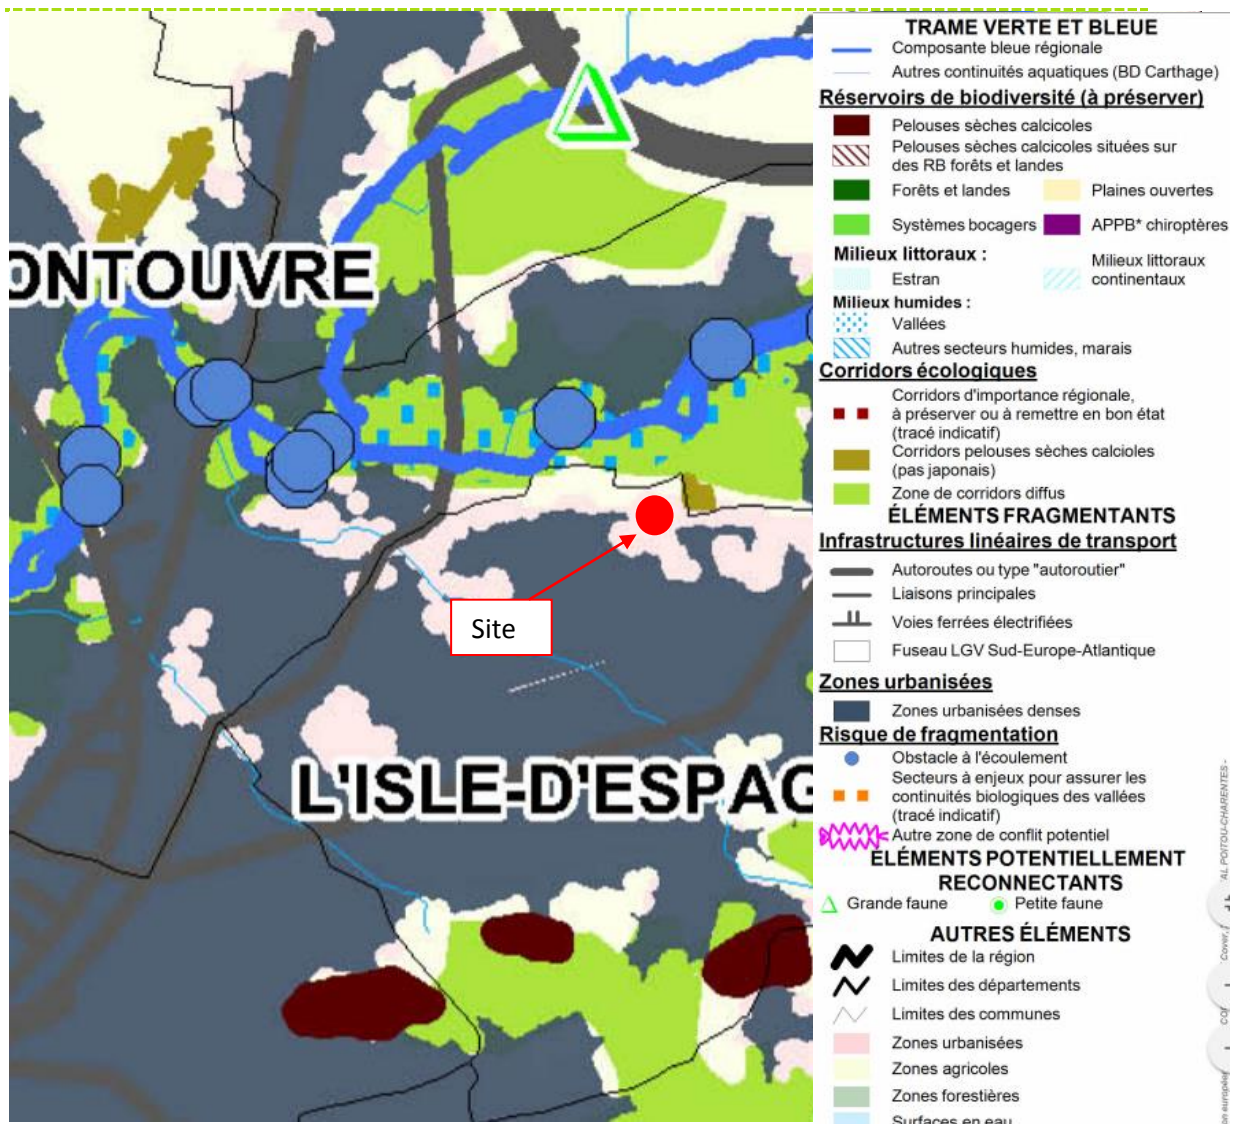 ONTOUVRE
Site
L'ISLE-D'ESPAG
TRAME VERTE ET BLEUE
Composante bleue régionale
Autres continuités aquatiques (BD Carthage)
Réservoirs de biodiversité (à préserver)
Pelouses sèches calcicoles
Pelouses sèches calcicoles situées sur
des RB forêts et landes
Forêts et landes
Plaines ouvertes
Systèmes bocagers
APPB* chiroptères
Milieux littoraux :
Estran
Milieux littoraux
continentaux
Milieux humides :
Vallées
Autres secteurs humides, marais
Corridors écologiques
Corridors d'importance régionale,
à préserver ou à remettre en bon état
(tracé indicatif)
Corridors pelouses sèches calcioles
(pas japonais)
Zone de corridors diffus
ÉLÉMENTS FRAGMENTANTS
Infrastructures linéaires de transport
Autoroutes ou type "autoroutier"
Liaisons principales
Voies ferrées électrifiées
Fuseau LGV Sud-Europe-Atlantique
Zones urbanisées
Zones urbanisées denses
Risque de fragmentation
Obstacle à l'écoulement
Secteurs à enjeux pour assurer les
continuités biologiques des vallées
(tracé indicatif)
Autre zone de conflit potentiel
ÉLÉMENTS POTENTIELLEMENT
RECONNECTANTS
Grande faune
Petite faune
AUTRES ÉLÉMENTS
Limites de la région
Limites des départements
Limites des communes
Zones urbanisées
Zones agricoles
Zones forestières
Surfaces en eau
AL POITOU-CHARENTES -
Cover,